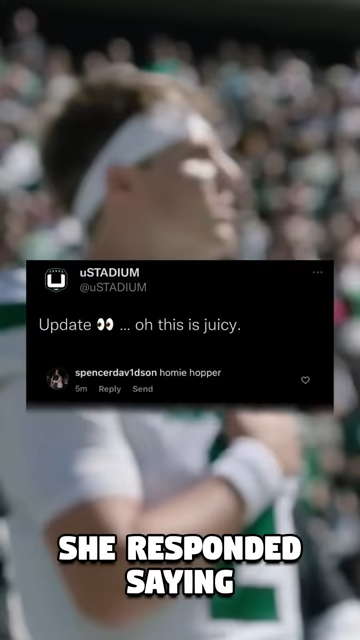 uSTADIUM
@uSTADIUM
Update 👀 ... oh this is juicy.
spencerdav1dson homie hopper
5m Reply Send
SHE RESPONDED
SAYING